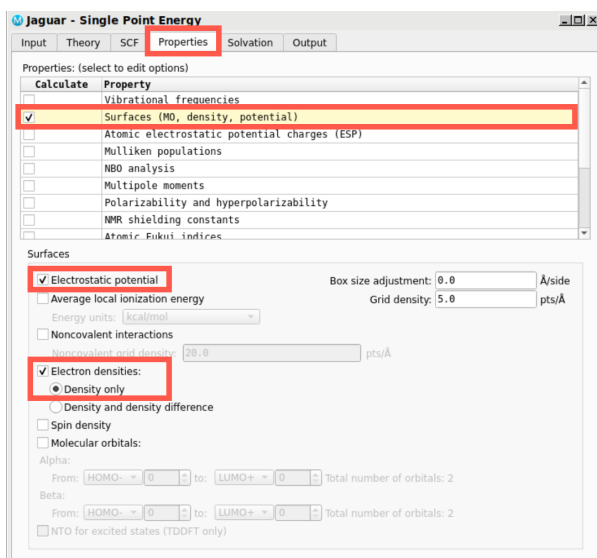 Jaguar - Single Point Energy
Input Theory SCF Properties Solvation Output
Properties: (select to edit options)
Calculate Property
Vibrational frequencies
Surfaces (MO, density, potential)
Atomic electrostatic potential charges (ESP)
Mulliken populations
NBO analysis
Multipole moments
Polarizability and hyperpolarizability
NMR shielding constants
Atomic Fukui indices
Surfaces
Electrostatic potential Box size adjustment: 0.0 Å/side
Average local ionization energy Grid density: 5.0 pts/Å
Energy units: kcal/mol
Noncovalent interactions
Noncovalent grid density: 20.0 pts/Å
Electron densities:
Density only
Density and density difference
Spin density
Molecular orbitals:
Alpha:
From: HOMO- 0 to: LUMO+ 0 Total number of orbitals: 2
Beta:
From: HOMO- 0 to: LUMO+ 0 Total number of orbitals: 2
NTO for excited states (TDDFT only)